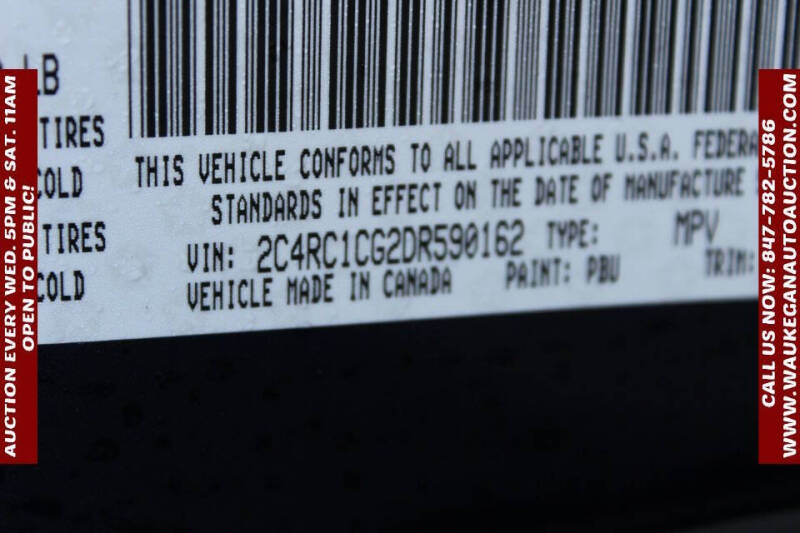 AUCTION EVERY WED. 5PM & SAT. 11AM
OPEN TO PUBLIC!
LB
TIRES
COLD
TIRES
COLD
THIS VEHICLE CONFORMS TO ALL APPLICABLE U.S.A. FEDERA
STANDARDS IN EFFECT ON THE DATE OF MANUFACTURE
VIN: 2C4RC1CG2DR590162 TYPE: MPV
VEHICLE MADE IN CANADA PAINT: PBU TRIM:
CALL US NOW: 847-782-5786
WWW.WAUKEGANAUTOAUCTION.COM